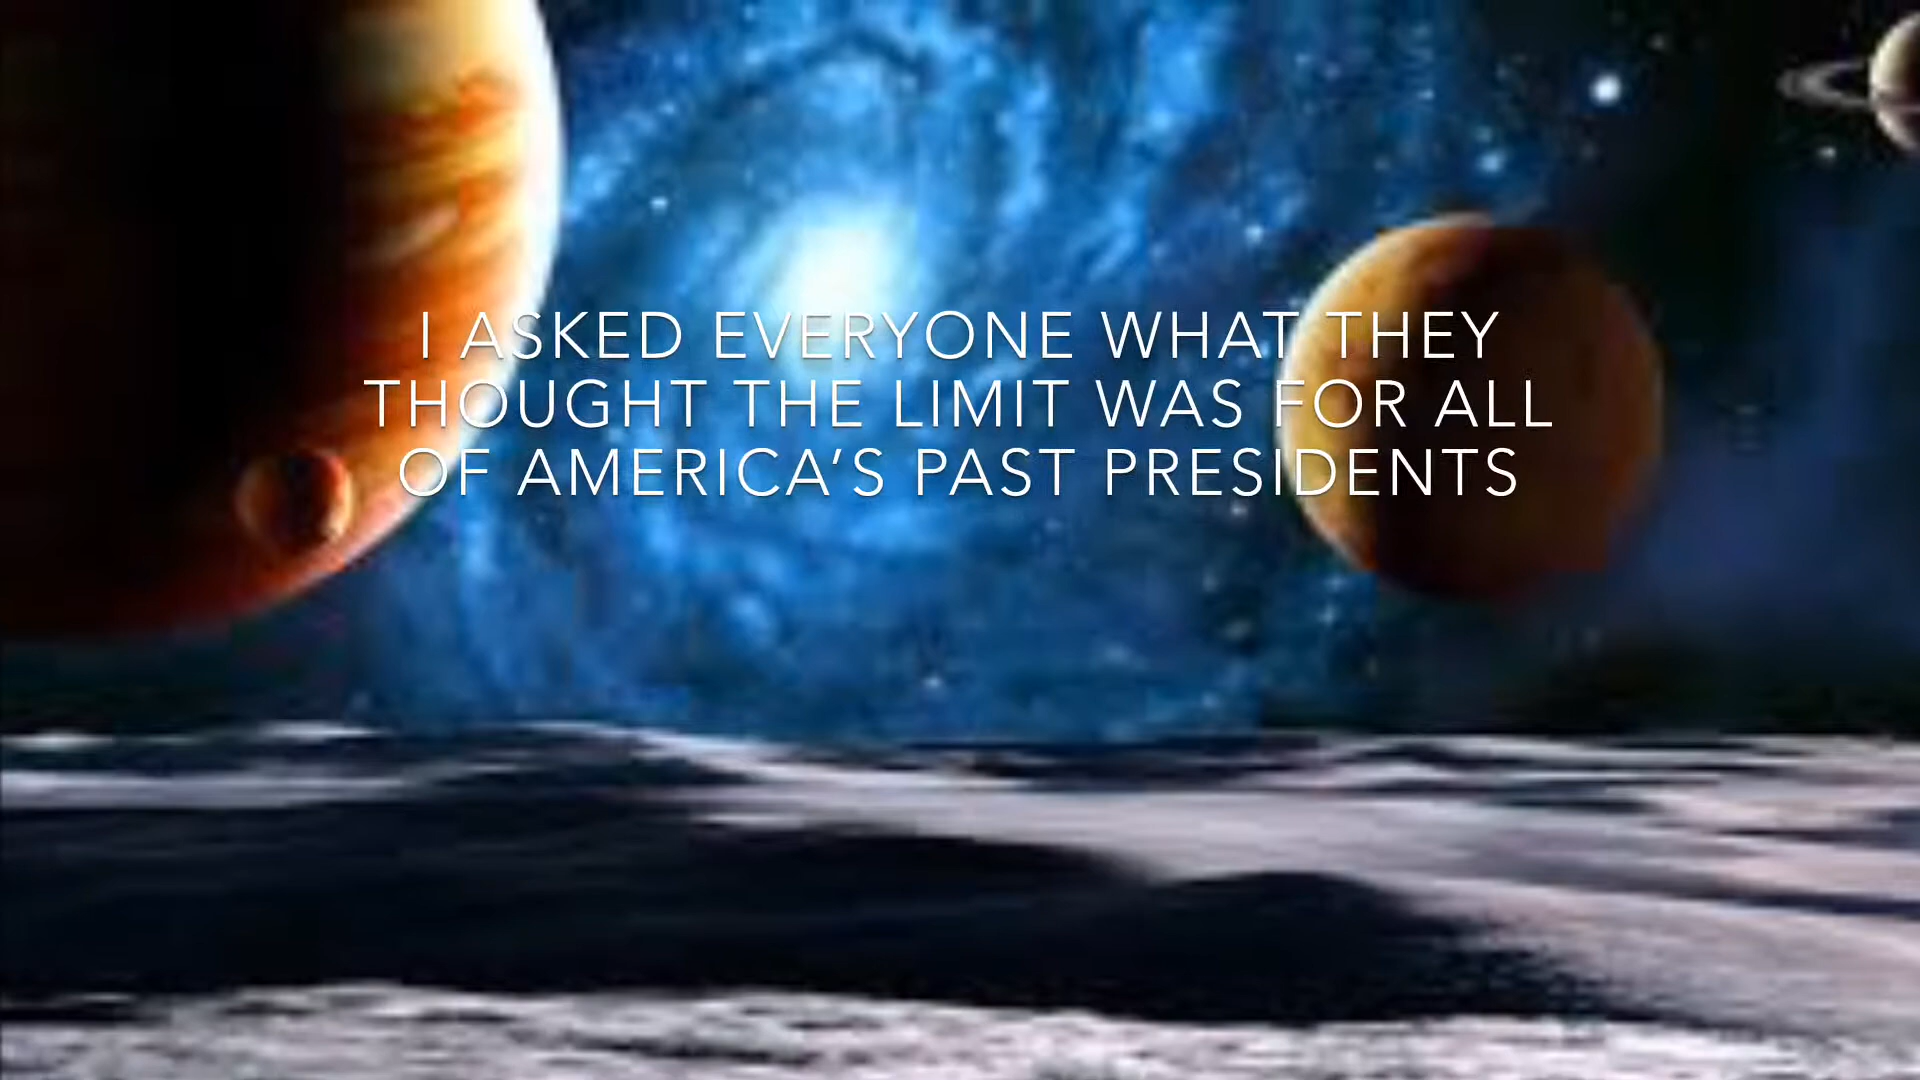 I ASKED EVERYONE WHAT THEY
THOUGHT THE LIMIT WAS FOR ALL
OF AMERICA’S PAST PRESIDENTS